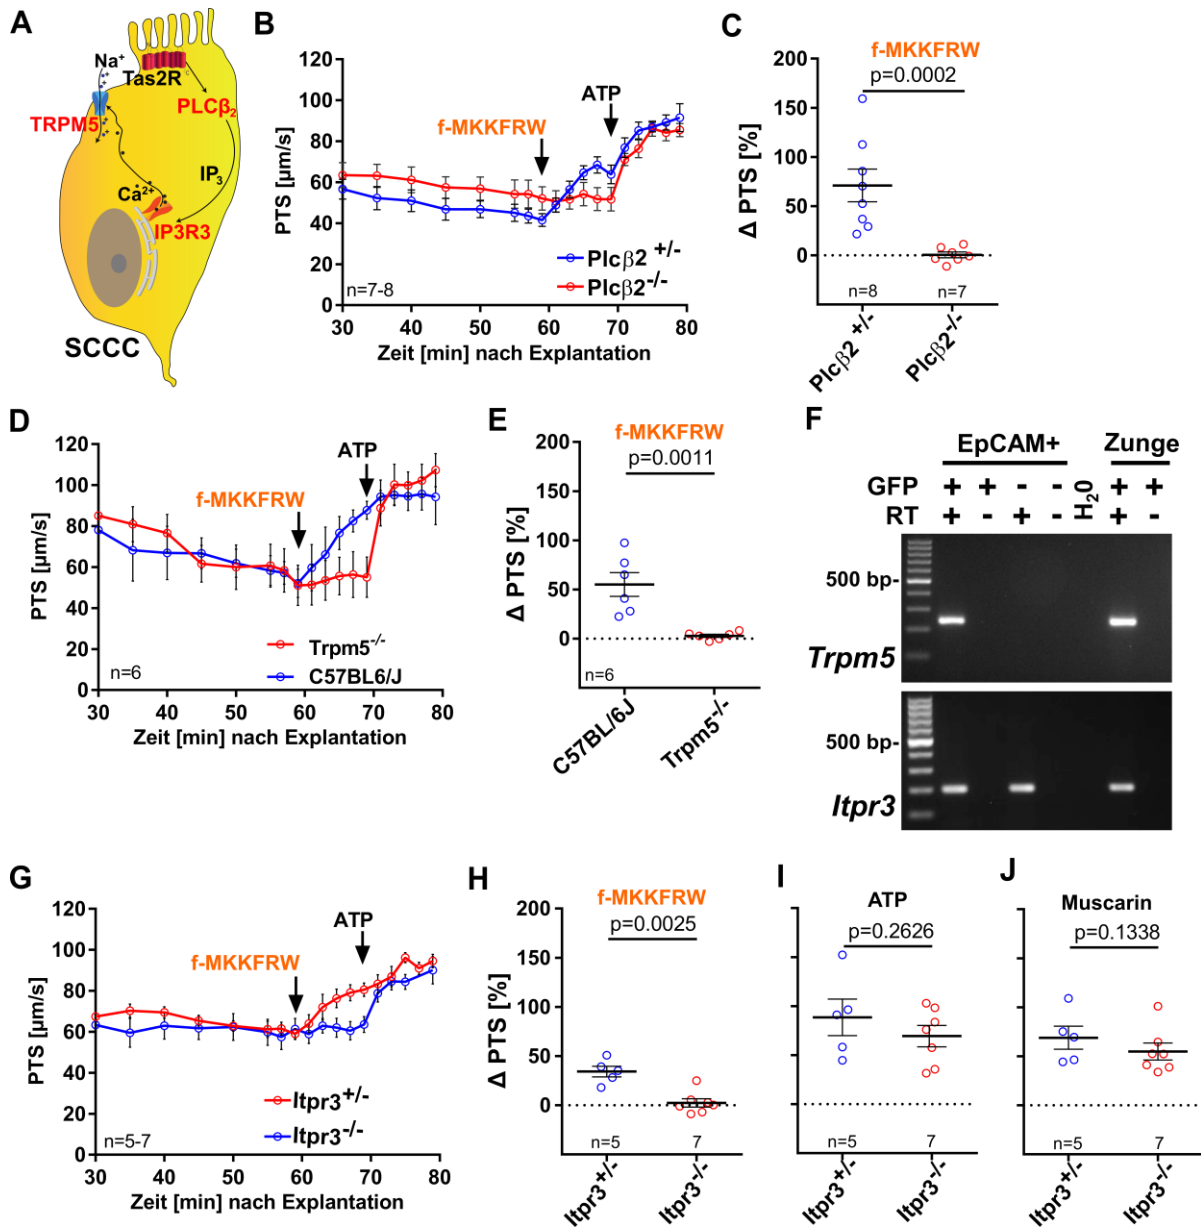 A
Na⁺
Tas2R
PLCβ₂
TRPM5
IP₃
Ca²⁺
IP3R3
SCCC
B
PTS [µm/s]
120
100
80
60
40
20
0
ATP
f-MKKFRW
Plcβ2 +/-
Plcβ2-/-
n=7-8
30 40 50 60 70 80
Zeit [min] nach Explantation
C
f-MKKFRW
p=0.0002
Δ PTS [%]
200
150
100
50
0
n=8 n=7
Plcβ2 +/- Plcβ2-/-
D
PTS [µm/s]
120
100
80
60
40
20
0
ATP
f-MKKFRW
Trpm5-/-
C57BL6/J
n=6
30 40 50 60 70 80
Zeit [min] nach Explantation
E
f-MKKFRW
p=0.0011
Δ PTS [%]
200
150
100
50
0
n=6
C57BL/6J Trpm5-/-
F
EpCAM+ Zunge
GFP + + - - H₂0 + +
RT + - + - + -
500 bp-
Trpm5
500 bp-
Itpr3
G
PTS [µm/s]
120
100
80
60
40
20
0
ATP
f-MKKFRW
Itpr3+/-
Itpr3-/-
n=5-7
30 40 50 60 70 80
Zeit [min] nach Explantation
H
f-MKKFRW
p=0.0025
Δ PTS [%]
200
150
100
50
0
n=5 7
Itpr3+/- Itpr3-/-
I
ATP
p=0.2626
n=5 7
Itpr3+/- Itpr3-/-
J
Muscarin
p=0.1338
n=5 7
Itpr3+/- Itpr3-/-